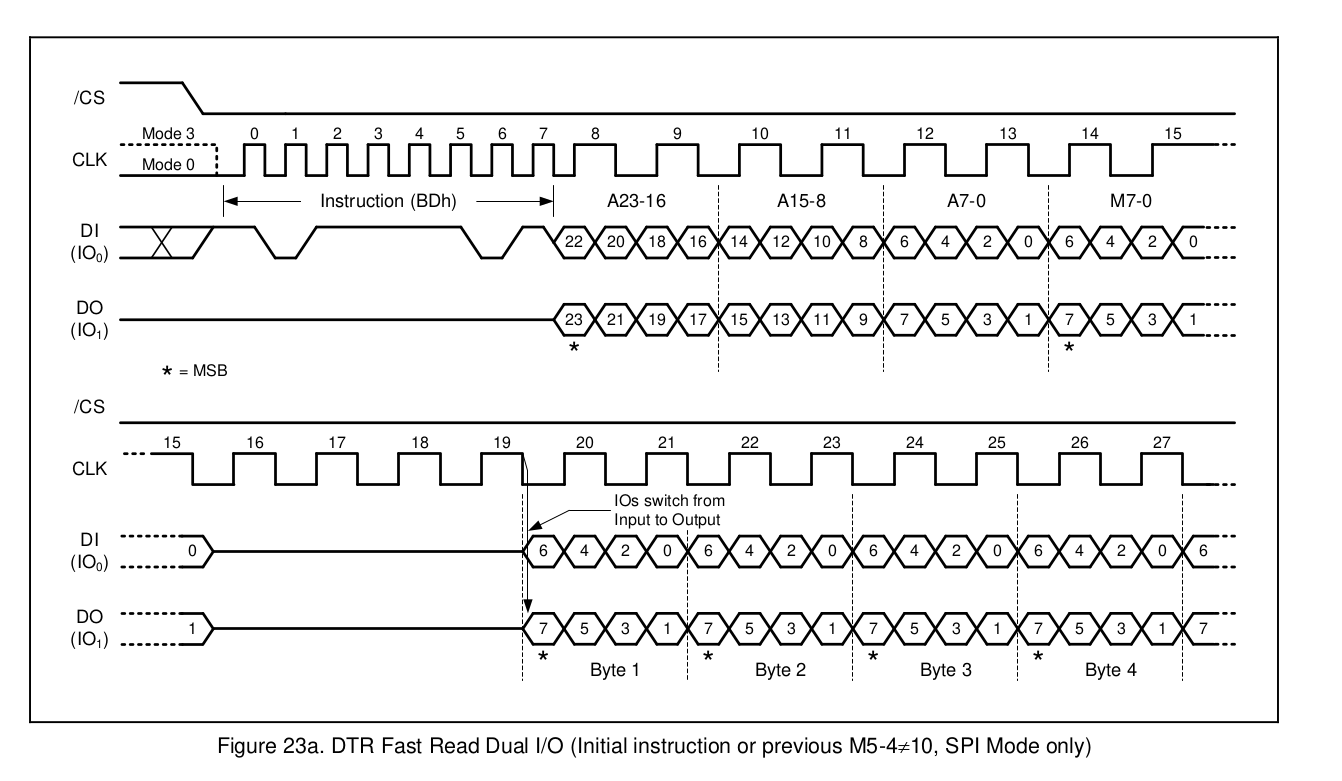 /CS
Mode 3 0 1 2 3 4 5 6 7 8 9 10 11 12 13 14 15
CLK
Mode 0
Instruction (BDh) A23-16 A15-8 A7-0 M7-0
DI
(IO0) 22 20 18 16 14 12 10 8 6 4 2 0 6 4 2 0
DO
(IO1) 23 21 19 17 15 13 11 9 7 5 3 1 7 5 3 1
* *
* = MSB
/CS
15 16 17 18 19 20 21 22 23 24 25 26 27
CLK
IOs switch from
Input to Output
DI
(IO0) 0 6 4 2 0 6 4 2 0 6 4 2 0 6 4 2 0 6
DO
(IO1) 1 7 5 3 1 7 5 3 1 7 5 3 1 7 5 3 1 7
* * * *
Byte 1 Byte 2 Byte 3 Byte 4
Figure 23a. DTR Fast Read Dual I/O (Initial instruction or previous M5-4≠10, SPI Mode only)